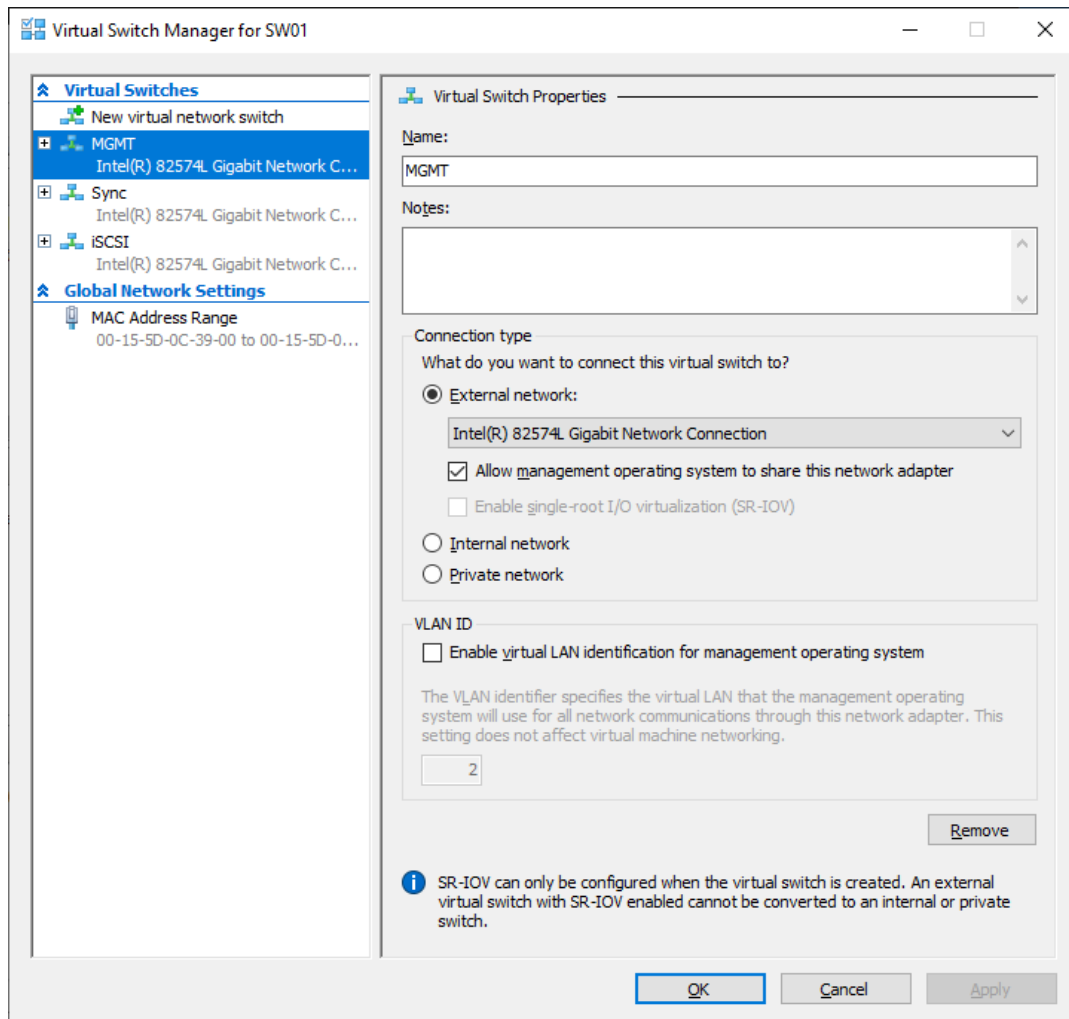 Virtual Switch Manager for SW01
Virtual Switches
New virtual network switch
MGMT
Intel(R) 82574L Gigabit Network C...
Sync
Intel(R) 82574L Gigabit Network C...
iSCSI
Intel(R) 82574L Gigabit Network C...
Global Network Settings
MAC Address Range
00-15-5D-0C-39-00 to 00-15-5D-0...
Virtual Switch Properties
Name:
MGMT
Notes:
Connection type
What do you want to connect this virtual switch to?
External network:
Intel(R) 82574L Gigabit Network Connection
Allow management operating system to share this network adapter
Enable single-root I/O virtualization (SR-IOV)
Internal network
Private network
VLAN ID
Enable virtual LAN identification for management operating system
The VLAN identifier specifies the virtual LAN that the management operating
system will use for all network communications through this network adapter. This
setting does not affect virtual machine networking.
2
Remove
SR-IOV can only be configured when the virtual switch is created. An external
virtual switch with SR-IOV enabled cannot be converted to an internal or private
switch.
OK
Cancel
Apply